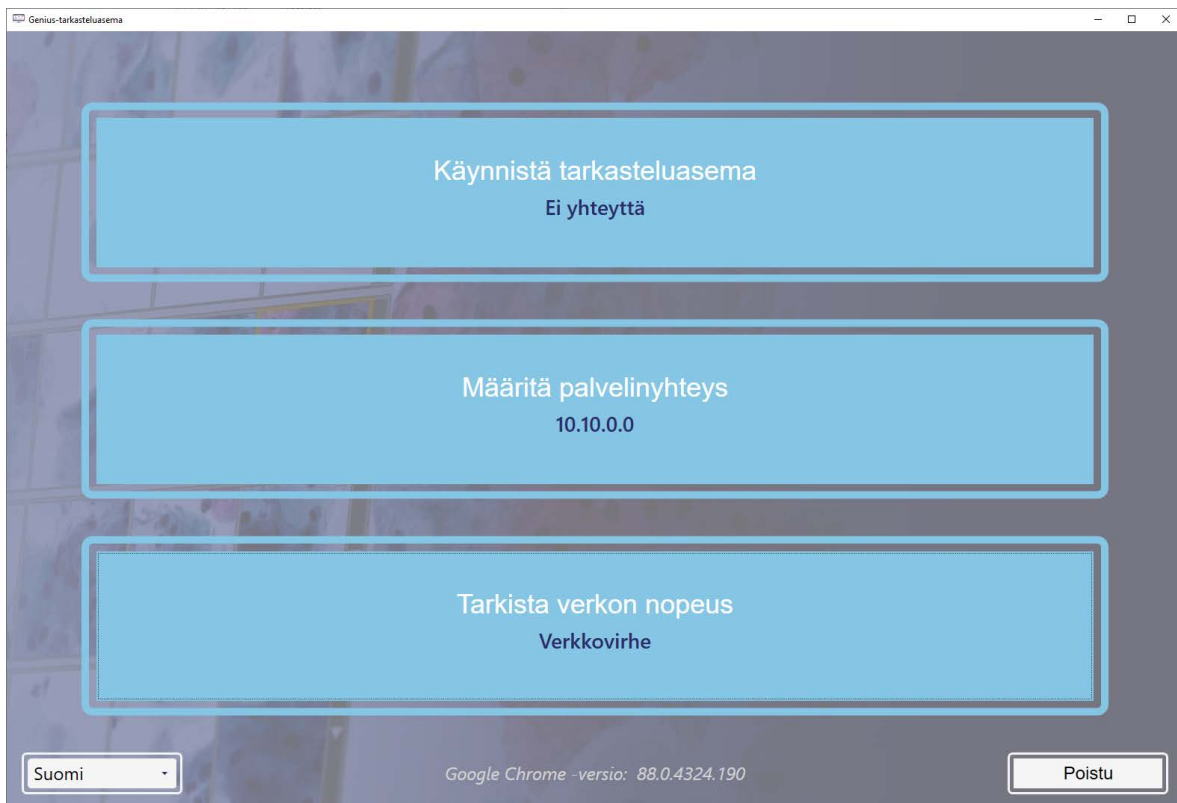 Genius-tarkasteluasema
Käynnistä tarkasteluasema
Ei yhteyttä
Määritä palvelinyhteys
10.10.0.0
Tarkista verkon nopeus
Verkkovirhe
Suomi
Google Chrome -versio: 88.0.4324.190
Poistu